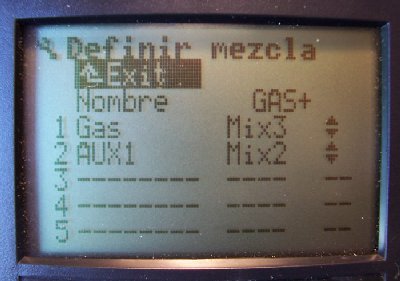 Definir mezcla
Exit
Nombre GAS+
1 Gas Mix3
2 AUX1 Mix2
3 -------- ---- --
4 -------- ---- --
5 -------- ---- --